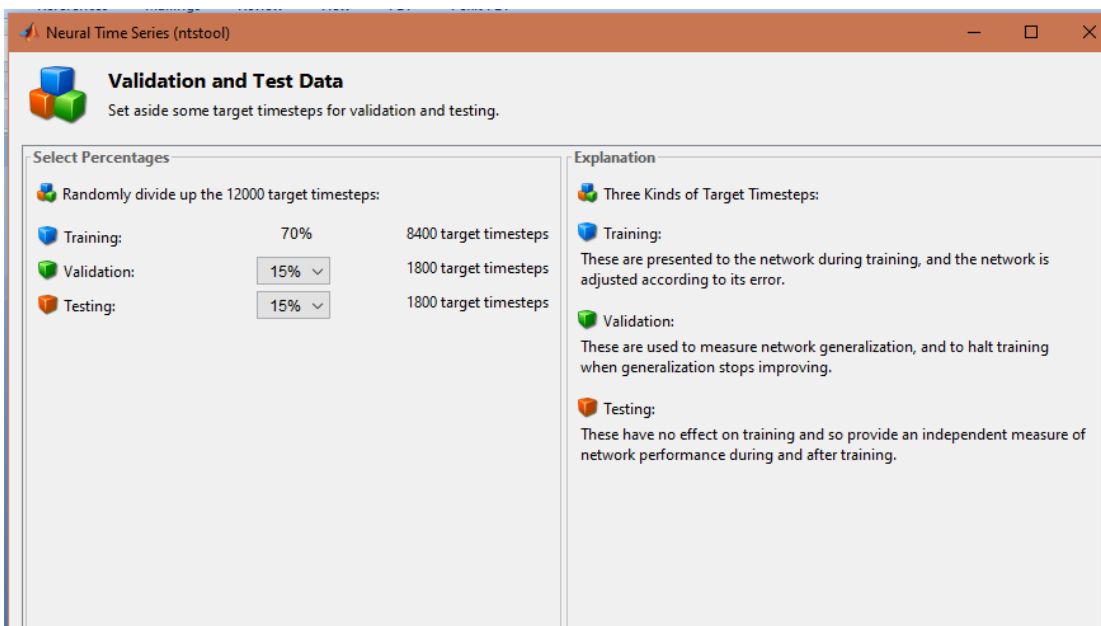 Neural Time Series (ntstool)
Validation and Test Data
Set aside some target timesteps for validation and testing.
Select Percentages
Randomly divide up the 12000 target timesteps:
Training: 70% 8400 target timesteps
Validation: 15% 1800 target timesteps
Testing: 15% 1800 target timesteps
Explanation
Three Kinds of Target Timesteps:
Training:
These are presented to the network during training, and the network is
adjusted according to its error.
Validation:
These are used to measure network generalization, and to halt training
when generalization stops improving.
Testing:
These have no effect on training and so provide an independent measure of
network performance during and after training.